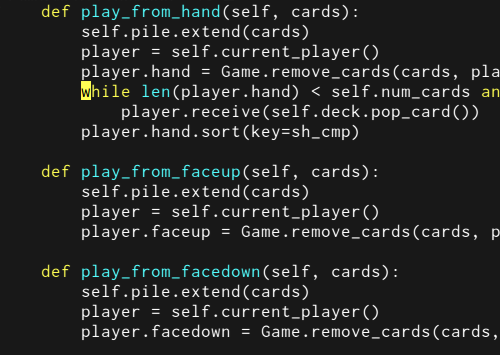 def play_from_hand(self, cards):
    self.pile.extend(cards)
    player = self.current_player()
    player.hand = Game.remove_cards(cards, pla
    while len(player.hand) < self.num_cards an
        player.receive(self.deck.pop_card())
    player.hand.sort(key=sh_cmp)

def play_from_faceup(self, cards):
    self.pile.extend(cards)
    player = self.current_player()
    player.faceup = Game.remove_cards(cards, p

def play_from_facedown(self, cards):
    self.pile.extend(cards)
    player = self.current_player()
    player.facedown = Game.remove_cards(cards,